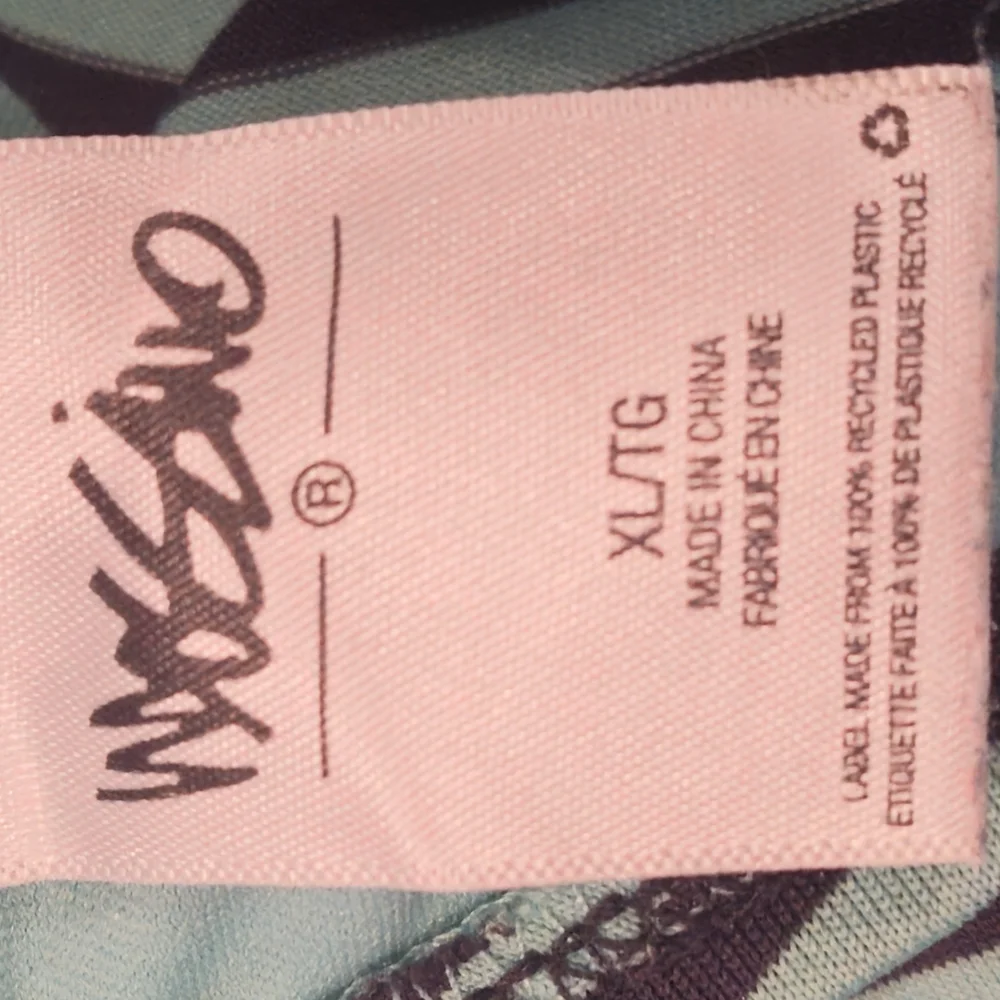 mossimo
®
XL/TG
MADE IN CHINA
FABRIQUÉ EN CHINE
LABEL MADE FROM 100% RECYCLED PLASTIC
ETIQUETTE FAITE À 100% DE PLASTIQUE RECYCLÉ